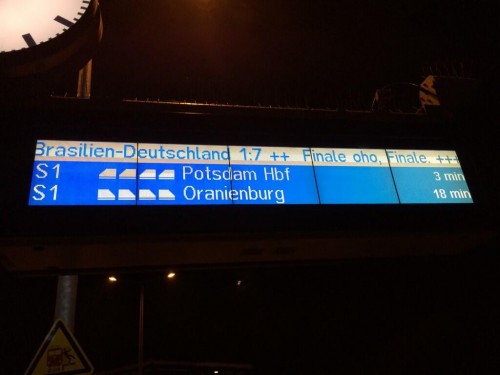 Brasilien-Deutschland 1:7 ++ Finale oho, Finale. +++
S1 Potsdam Hbf 3 min
S1 Oranienburg 18 min